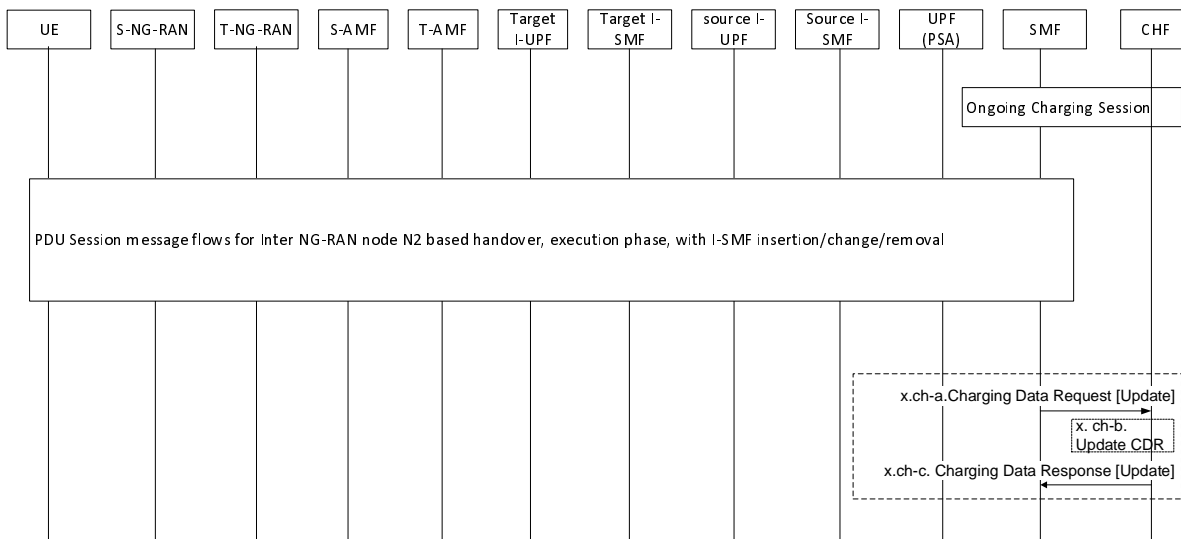 UE
S-NG-RAN
T-NG-RAN
S-AMF
T-AMF
Target
I-UPF
Target I-
SMF
source I-
UPF
Source I-
SMF
UPF
(PSA)
SMF
CHF
Ongoing Charging Session
PDU Session message flows for Inter NG-RAN node N2 based handover, execution phase, with I-SMF insertion/change/removal
x.ch-a.Charging Data Request [Update]
x. ch-b.
Update CDR
x.ch-c. Charging Data Response [Update]